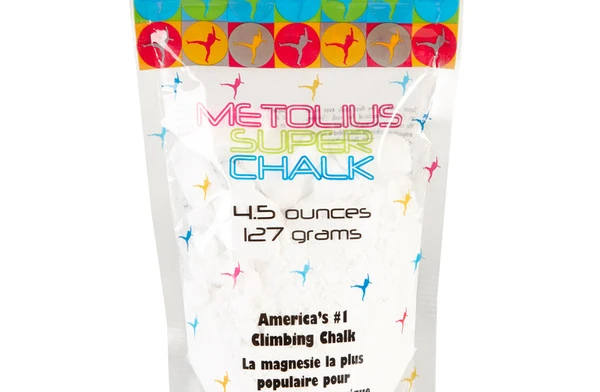 METOLIUS
SUPER
CHALK
4.5 ounces
127 grams
America's #1
Climbing Chalk
La magnesie la plus
populaire pour